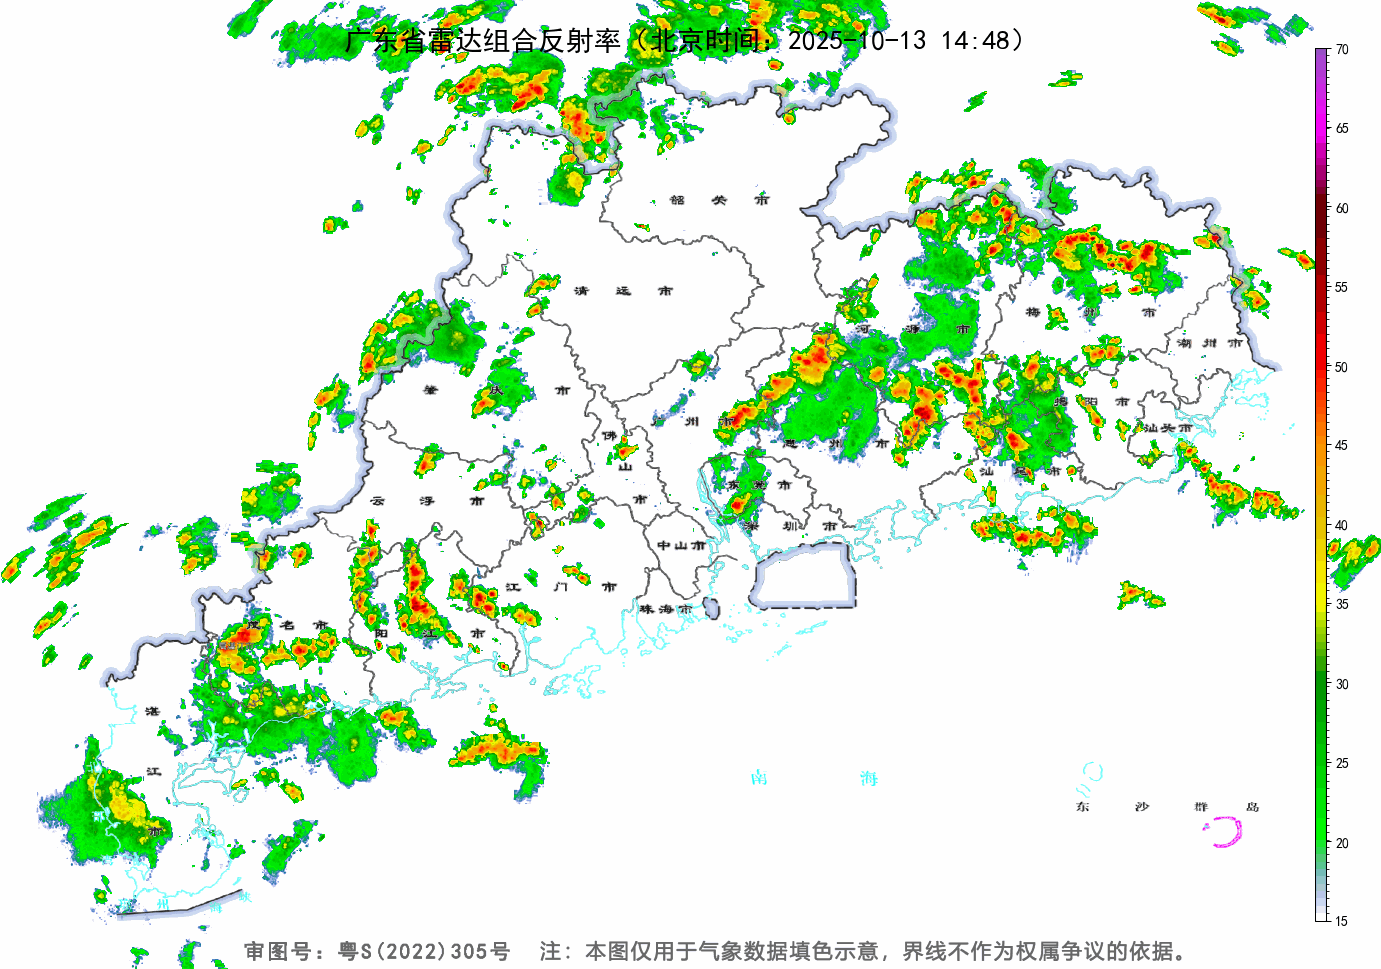 广东省雷达组合反射率（北京时间：2025-10-13 14:48）
70
65
60
55
50
45
40
35
30
25
20
15
韶关市
清远市
河源市
梅州市
潮州市
肇庆市
广州市
惠州市
揭阳市
汕头市
佛山市
汕尾市
云浮市
东莞市
深圳市
中山市
江门市
珠海市
茂名市
阳江市
湛江市
南海
东沙群岛
琼州海峡
审图号：粤S(2022)305号 注：本图仅用于气象数据填色示意，界线不作为权属争议的依据。